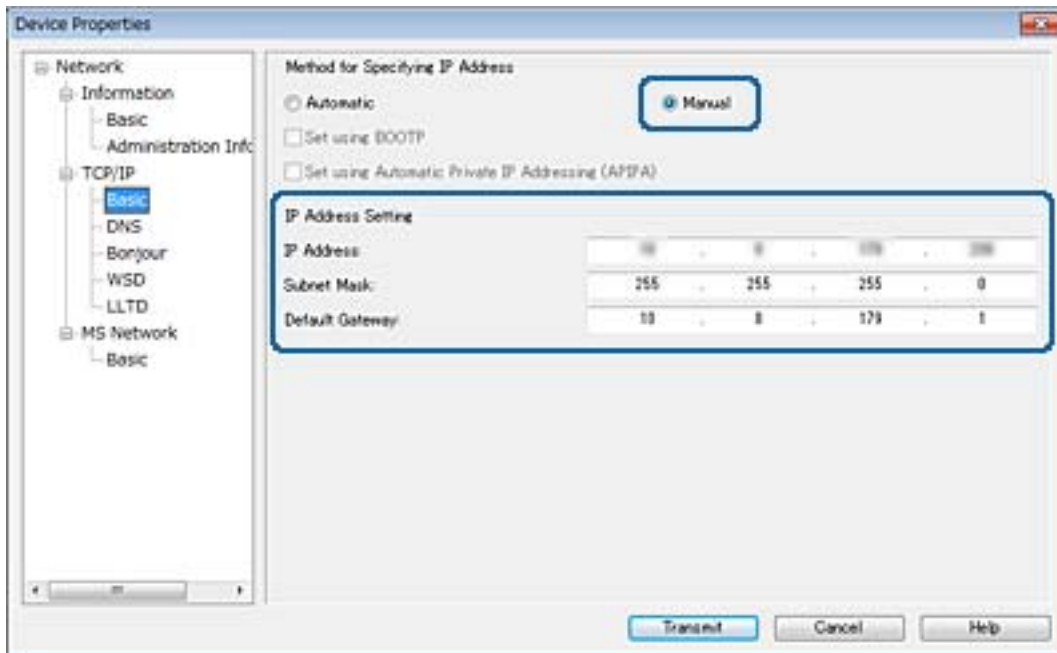 Device Properties
Network
Information
Basic
Administration Info
TCP/IP
Basic
DNS
Bonjour
WSD
LLTD
MS Network
Basic
Method for Specifying IP Address
Automatic
Manual
Set using BOOTP
Set using Automatic Private IP Addressing (APIPA)
IP Address Setting
IP Address:
Subnet Mask: 255 . 255 . 255 . 0
Default Gateway: 10 . 8 . 179 . 1
Transmit Cancel Help